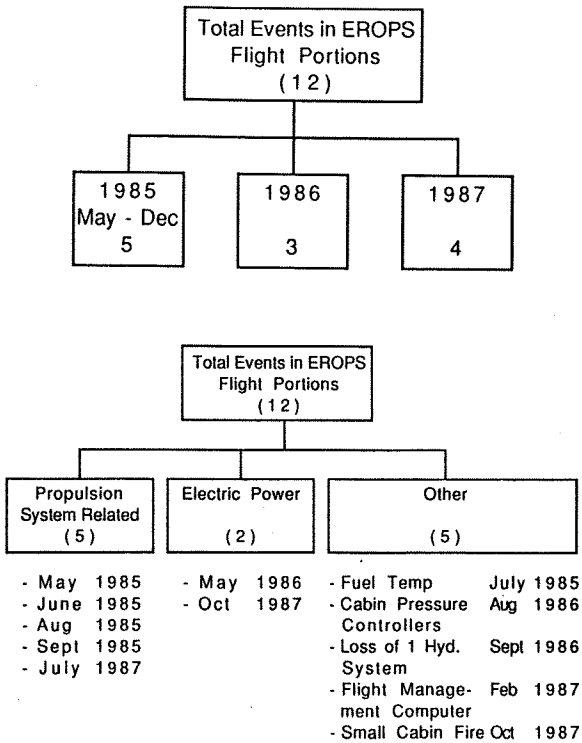 Total Events in EROPS
Flight Portions
(12)
1985
May - Dec
5
1986
3
1987
4
Total Events in EROPS
Flight Portions
(12)
Propulsion
System Related
(5)
- May 1985
- June 1985
- Aug 1985
- Sept 1985
- July 1987
Electric Power
(2)
- May 1986
- Oct 1987
Other
(5)
- Fuel Temp July 1985
- Cabin Pressure Aug 1986
Controllers
- Loss of 1 Hyd. Sept 1986
System
- Flight Manage- Feb 1987
ment Computer
- Small Cabin Fire Oct 1987